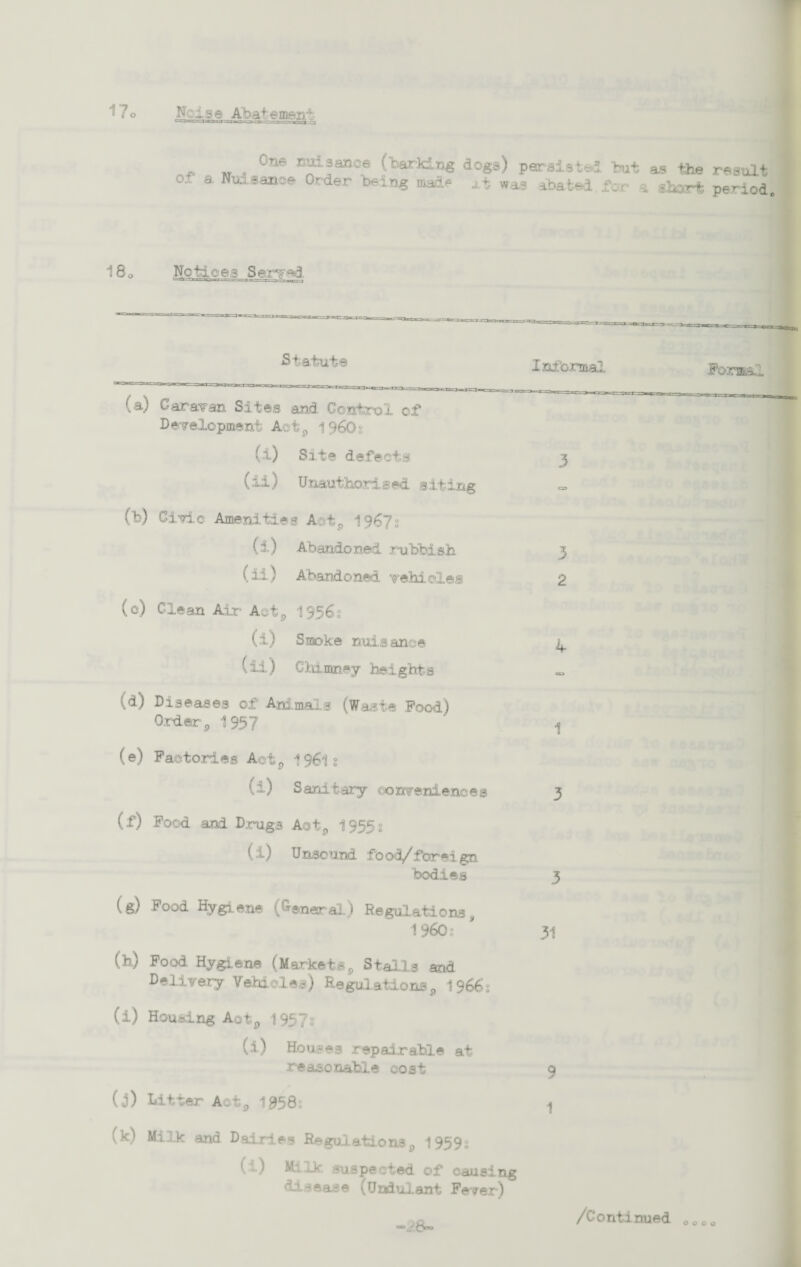 17. Noise Abatement
One nuisance (barking dogs) persisted but as the result
of a Nuisance Order being made it was abated for a short period.
18. Notices Served
Statute Informal Formal
(a) Caravan Sites and Control of
Development Act, 1960:
(i) Site defects 3
(ii) Unauthorised siting -
(b) Civic Amenities Act, 1967:
(i) Abandoned rubbish 3
(ii) Abandoned vehicles 2
(c) Clean Air Act, 1956:
(i) Smoke nuisance 4
(ii) Chimney heights -
(d) Diseases of Animals (Waste Food)
Order, 1957 1
(e) Factories Act, 1961:
(i) Sanitary conveniences 3
(f) Food and Drugs Act, 1955:
(i) Unsound food/foreign
bodies 3
(g) Food Hygiene (General) Regulations,
1960: 31
(h) Food Hygiene (Markets, Stalls and
Delivery Vehicles) Regulations, 1966:
(i) Housing Act, 1957:
(i) Houses repairable at
reasonable cost 9
(j) Litter Act, 1958: 1
(k) Milk and Dairies Regulations, 1959:
(i) Milk suspected of causing
disease (Undulant Fever)
/Continued ....
-28-